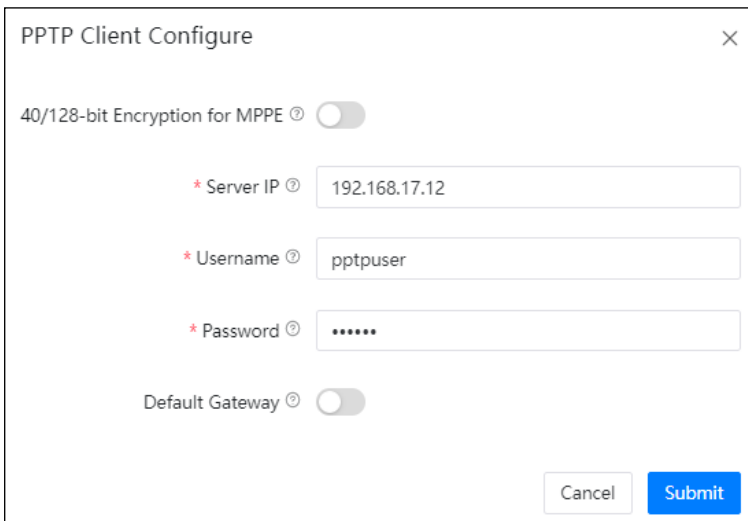 PPTP Client Configure
40/128-bit Encryption for MPPE
* Server IP 192.168.17.12
* Username pptpuser
* Password ••••••
Default Gateway
Cancel Submit